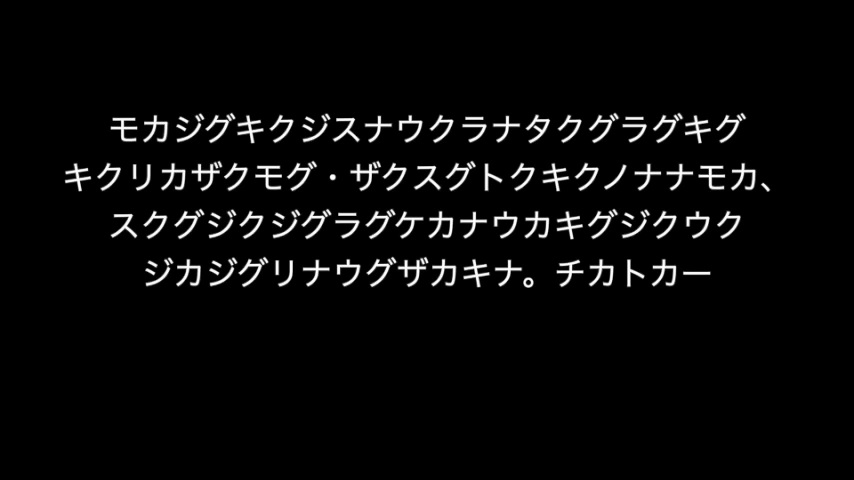 モカジグキクジスナウクラナタクグラグキグ
キクリカザクモグ・ザクスグトクキクノナナモカ、
スクグジクジグラグケカナウカキグジクウク
ジカジグリナウグザカキナ。チカトカー